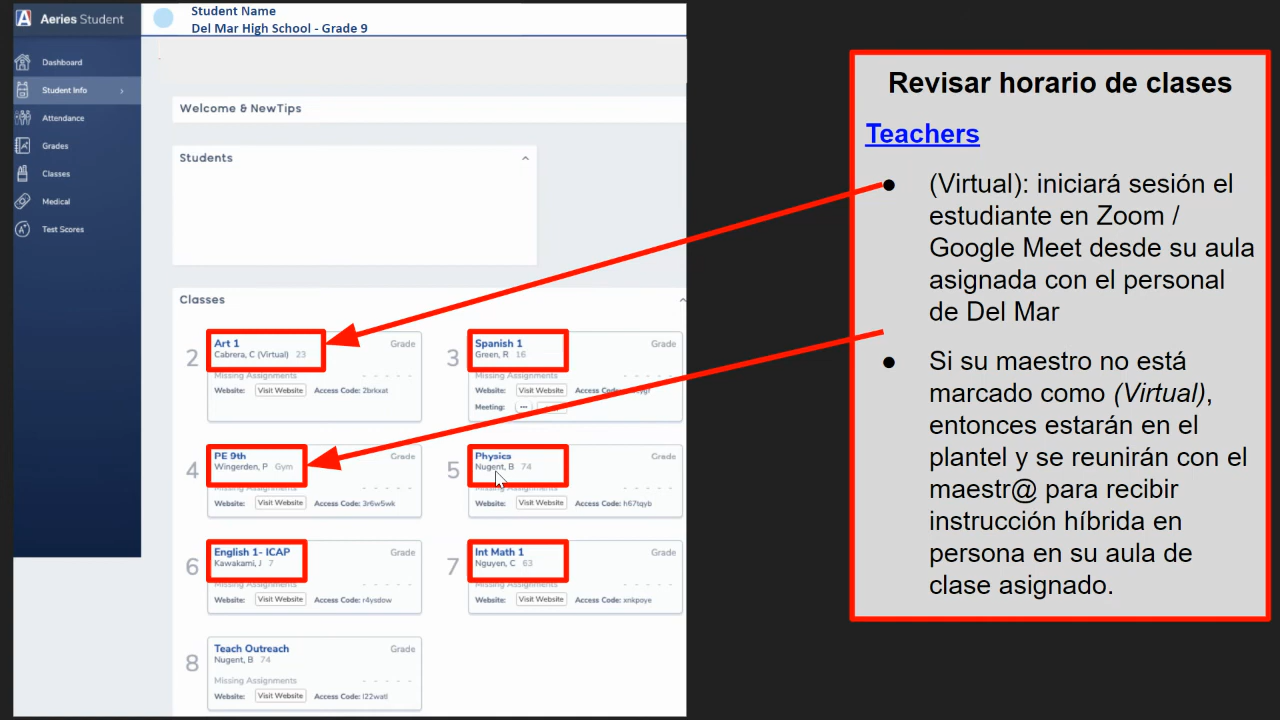 Aeries Student
Student Name
Del Mar High School - Grade 9
Dashboard
Student Info
Attendance
Grades
Classes
Medical
Test Scores
Welcome & NewTips
Students
Classes
2
Art 1
Cabrera, C (Virtual) 23
Grade
Missing Assignments
Website: Visit Website Access Code: 2brkxat
3
Spanish 1
Green, R 16
Grade
Missing Assignments
Website: Visit Website
Meeting:
4
PE 9th
Wingerden, P Gym
Grade
Missing Assignments
Website: Visit Website Access Code: 3r6w5wk
5
Physics
Nugent, B 74
Grade
Missing Assignments
Website: Visit Website Access Code: h67tqyb
6
English 1- ICAP
Kawakami, J 7
Grade
Missing Assignments
Website: Visit Website Access Code: r4ysdow
7
Int Math 1
Nguyen, C 63
Grade
Missing Assignments
Website: Visit Website Access Code: xnkpoye
8
Teach Outreach
Nugent, B 74
Grade
Missing Assignments
Website: Visit Website Access Code:
Revisar horario de clases
Teachers
● (Virtual): iniciará sesión el
estudiante en Zoom /
Google Meet desde su aula
asignada con el personal
de Del Mar
● Si su maestro no está
marcado como (Virtual),
entonces estarán en el
plantel y se reunirán con el
maestr@ para recibir
instrucción híbrida en
persona en su aula de
clase asignado.